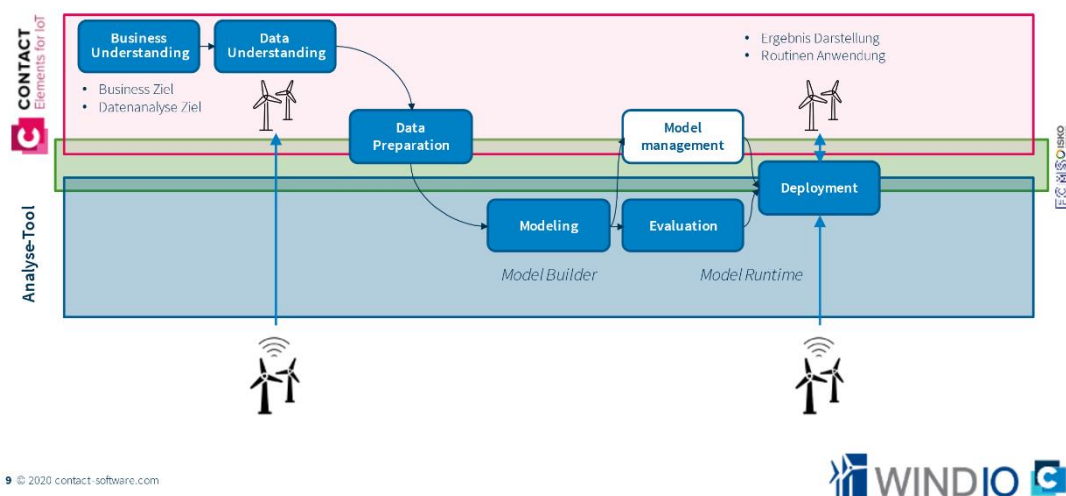 CONTACT
Elements for IoT
Business
Understanding
Data
Understanding
• Business Ziel
• Datenanalyse Ziel
• Ergebnis Darstellung
• Routinen Anwendung
Data
Preparation
Model
management
Deployment
Analyse-Tool
Modeling
Evaluation
Model Builder
Model Runtime
9 © 2020 contact-software.com
WINDIO